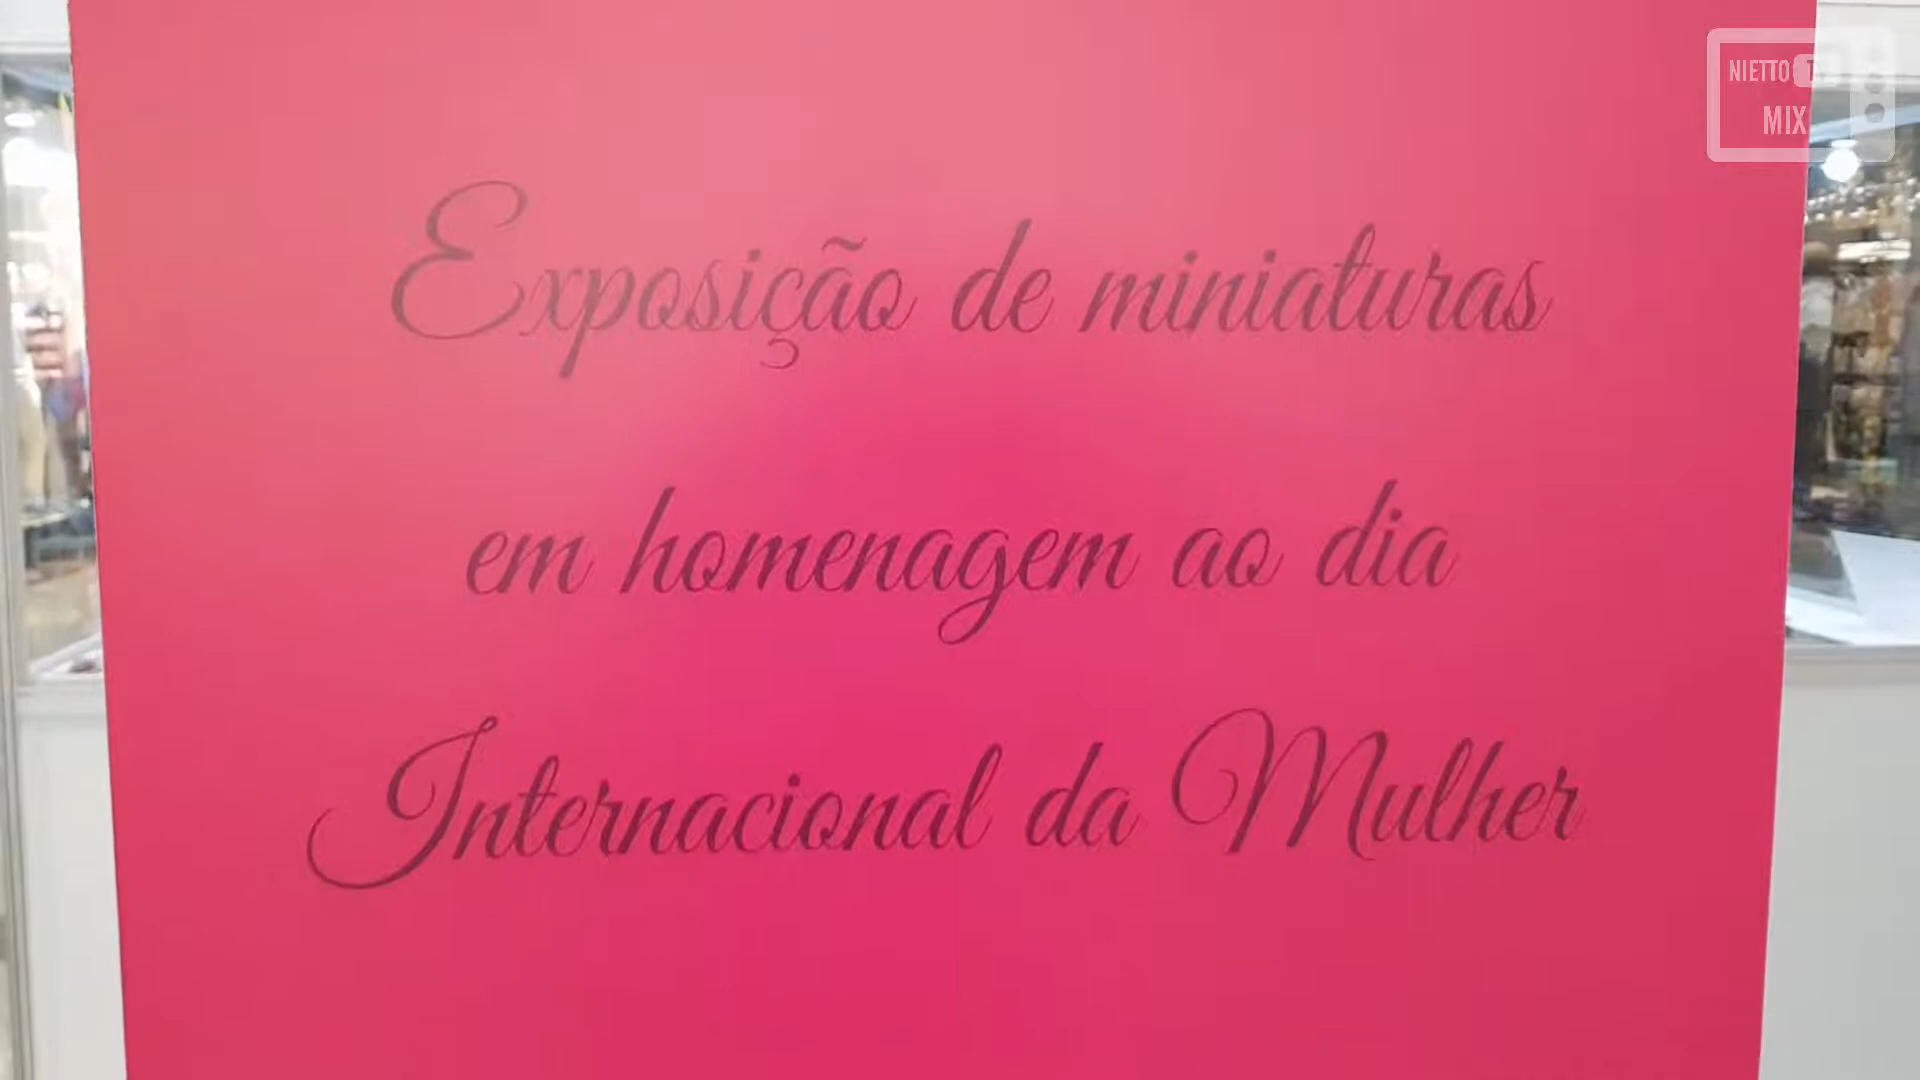 NIETTO
MIX
Exposição de miniaturas
em homenagem ao dia
Internacional da Mulher